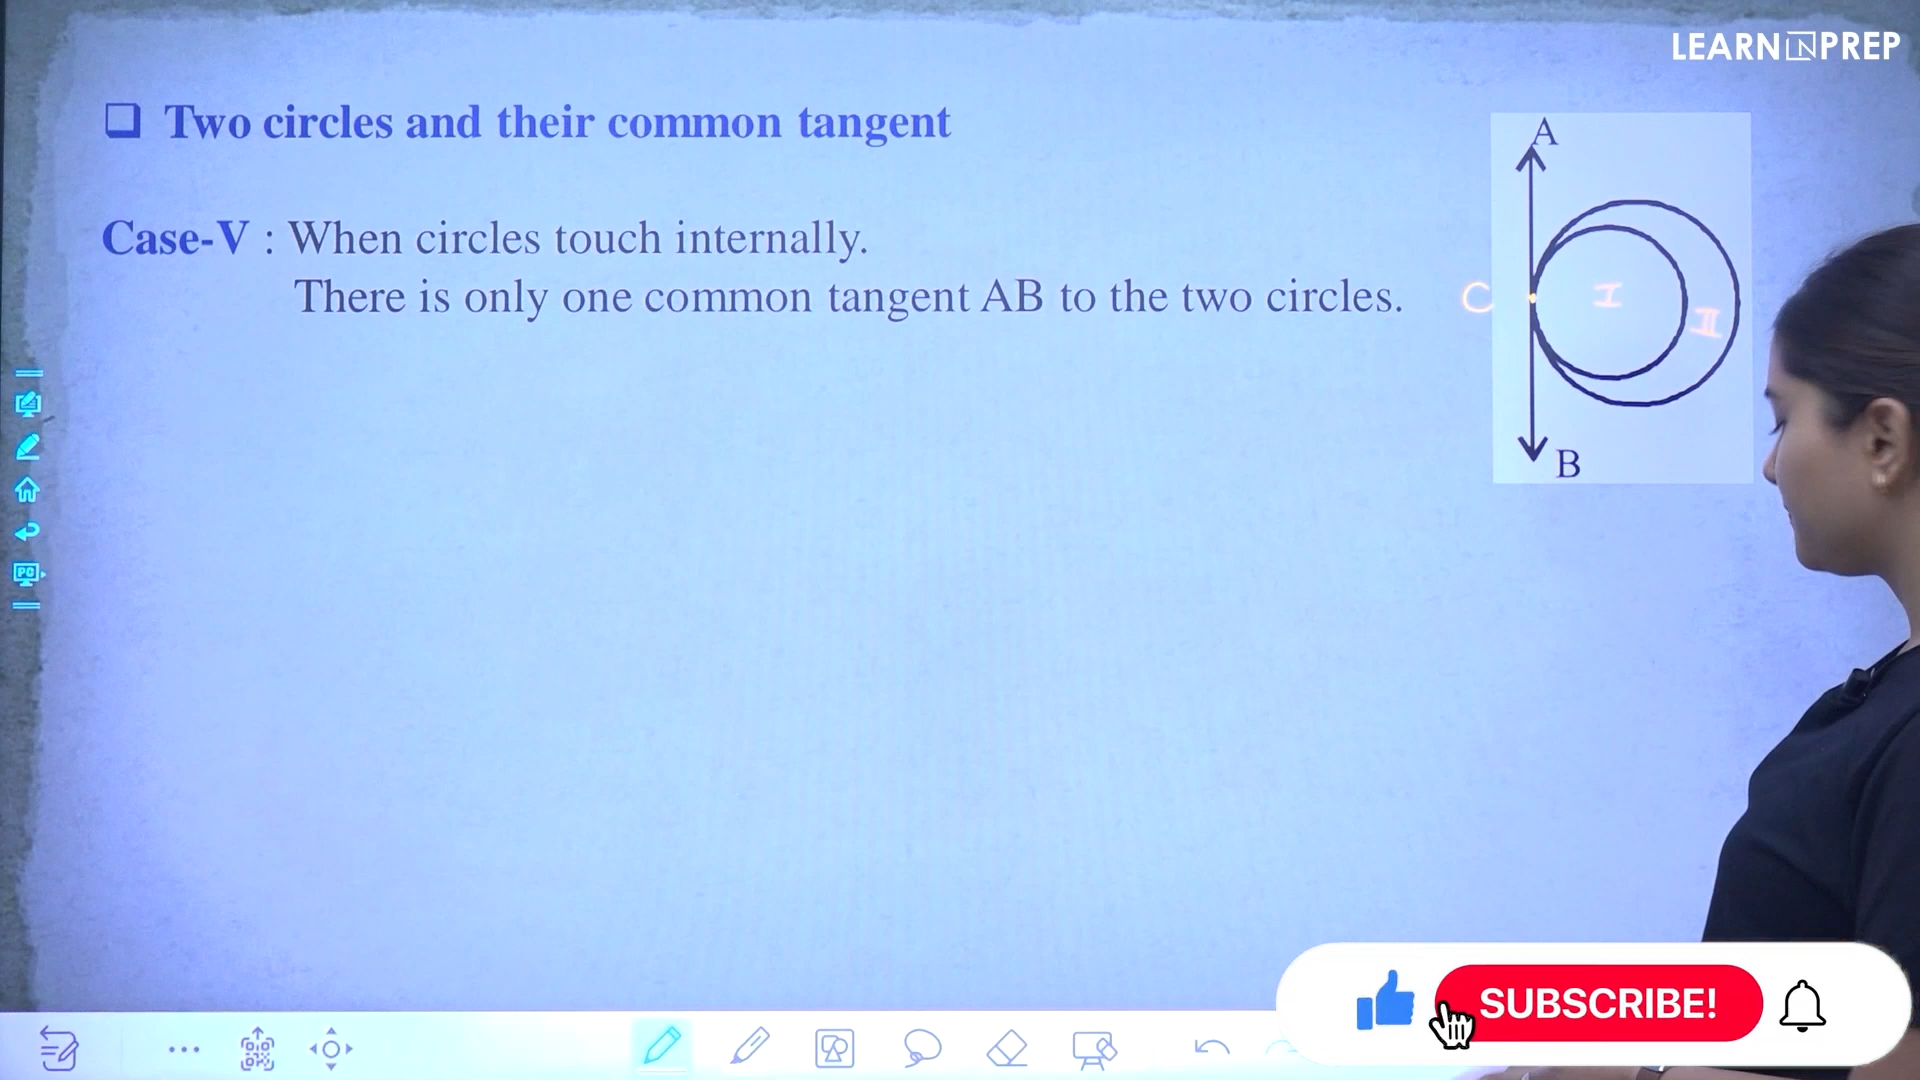 LEARN N PREP
Two circles and their common tangent
Case-V : When circles touch internally.
There is only one common tangent AB to the two circles.
A
C
I
II
B
PC
SUBSCRIBE!